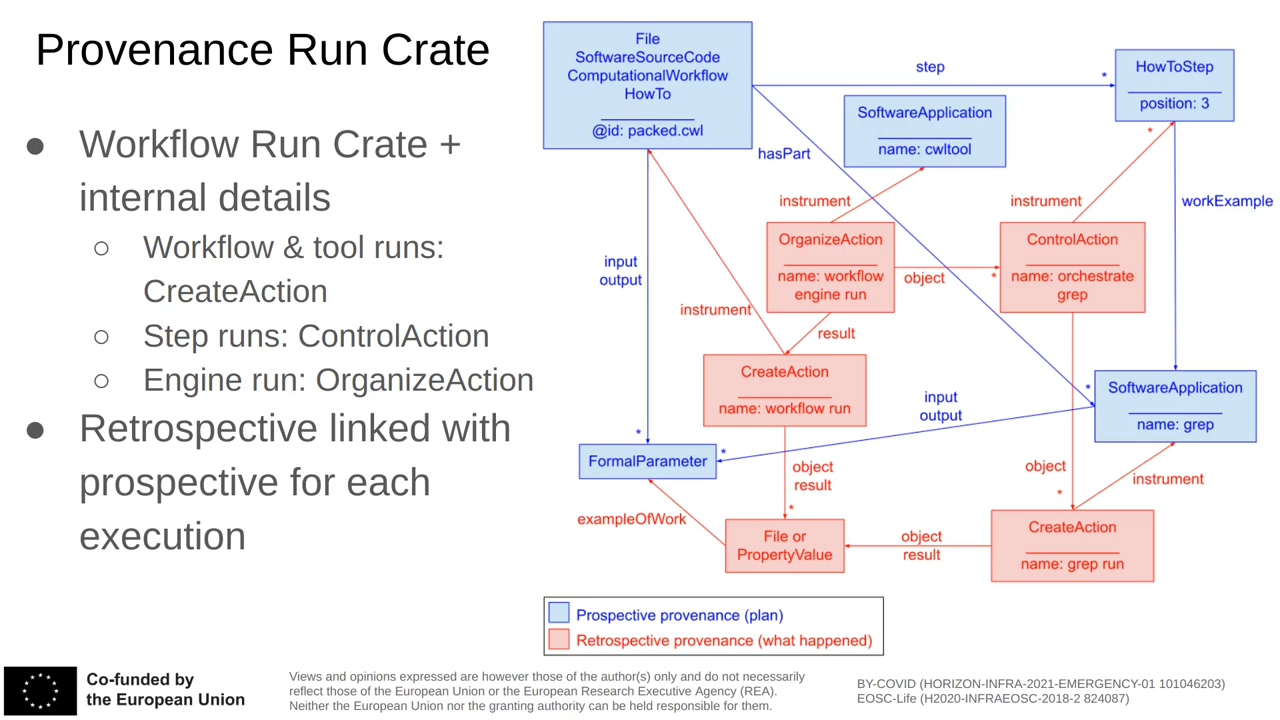 Provenance Run Crate
● Workflow Run Crate +
internal details
○ Workflow & tool runs:
CreateAction
○ Step runs: ControlAction
○ Engine run: OrganizeAction
● Retrospective linked with
prospective for each
execution
File
SoftwareSourceCode
ComputationalWorkflow
HowTo
@id: packed.cwl
step
*
HowToStep
position: 3
SoftwareApplication
name: cwltool
hasPart
*
instrument
instrument
workExample
OrganizeAction
name: workflow
engine run
object
*
ControlAction
name: orchestrate
grep
input
output
instrument
result
CreateAction
name: workflow run
input
output
*
SoftwareApplication
name: grep
*
FormalParameter
*
object
result
*
object
*
instrument
exampleOfWork
File or
PropertyValue
object
result
CreateAction
name: grep run
Prospective provenance (plan)
Retrospective provenance (what happened)
Co-funded by
the European Union
Views and opinions expressed are however those of the author(s) only and do not necessarily
reflect those of the European Union or the European Research Executive Agency (REA).
Neither the European Union nor the granting authority can be held responsible for them.
BY-COVID (HORIZON-INFRA-2021-EMERGENCY-01 101046203)
EOSC-Life (H2020-INFRAEOSC-2018-2 824087)